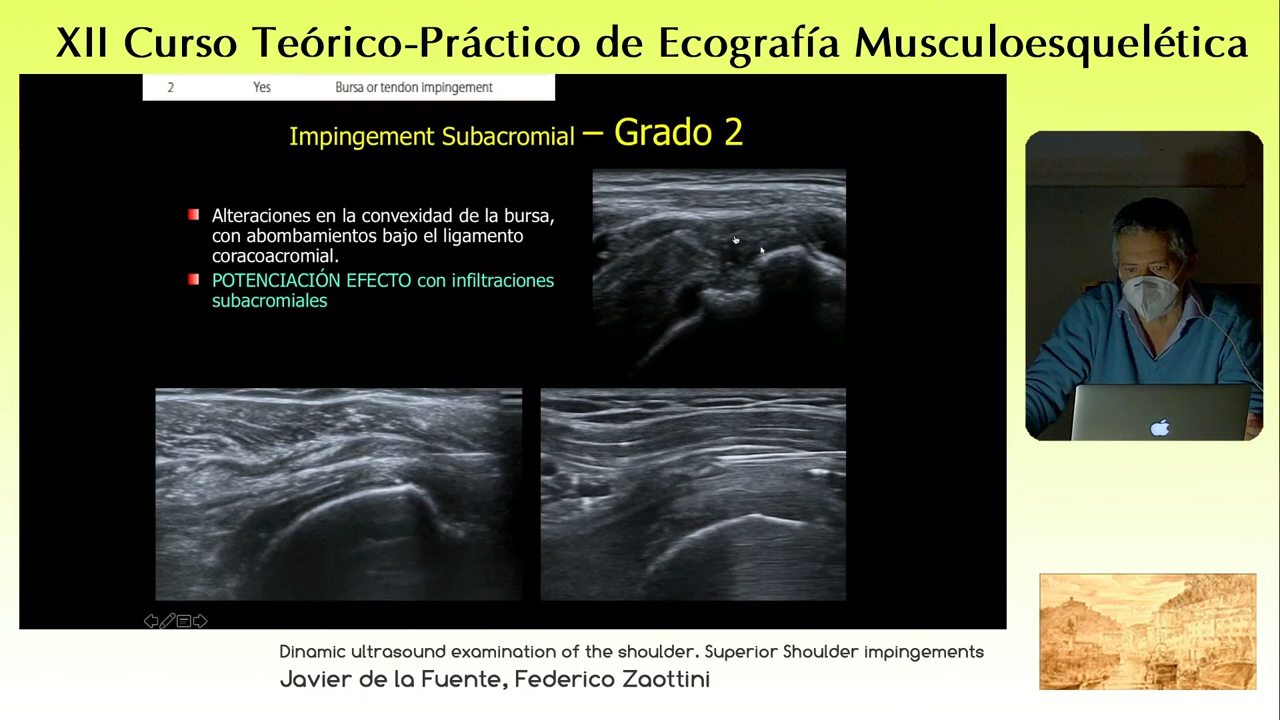 XII Curso Teórico-Práctico de Ecografía Musculoesquelética
2 Yes Bursa or tendon impingement
Impingement Subacromial – Grado 2
Alteraciones en la convexidad de la bursa,
con abombamientos bajo el ligamento
coracoacromial.
POTENCIACIÓN EFECTO con infiltraciones
subacromiales
Dinamic ultrasound examination of the shoulder. Superior Shoulder impingements
Javier de la Fuente, Federico Zaottini